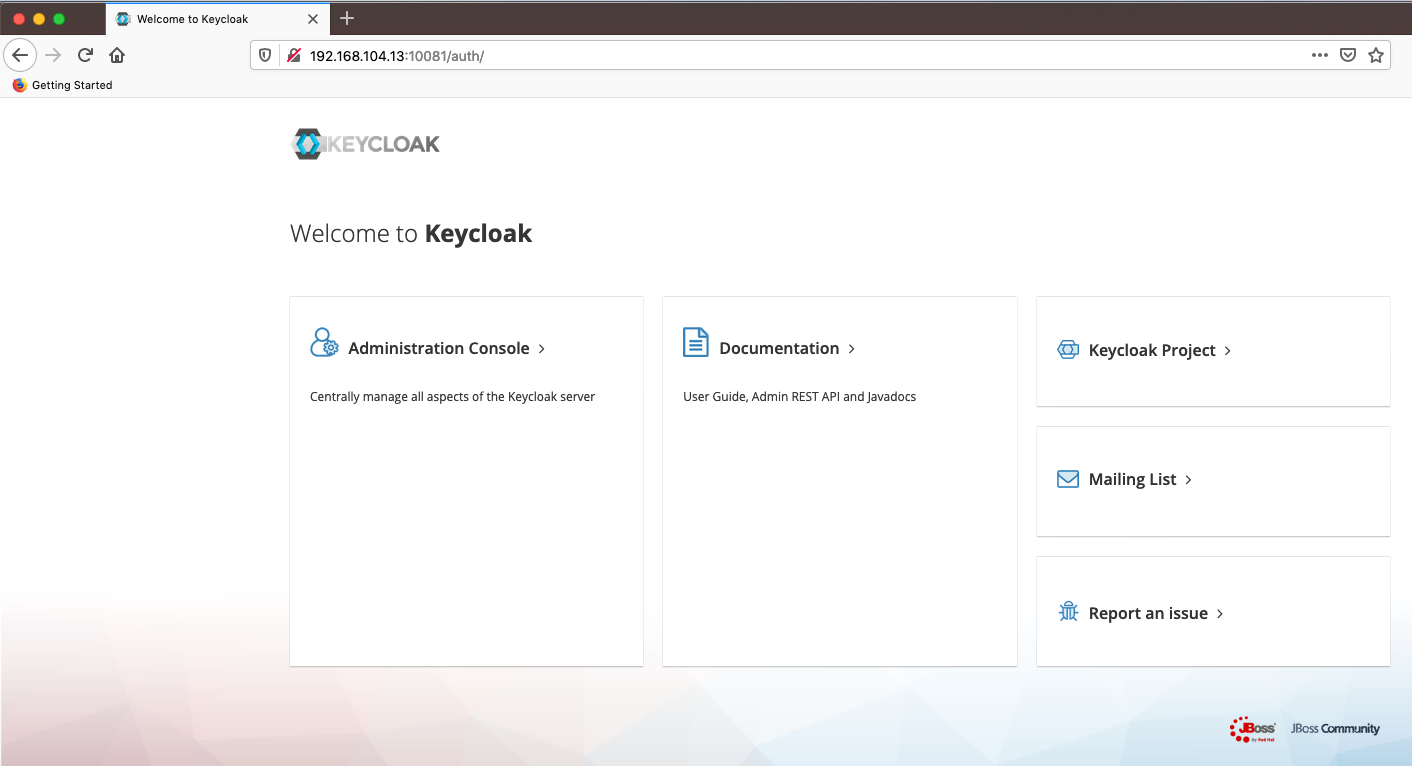 Welcome to Keycloak
192.168.104.13:10081/auth/
Getting Started
KEYCLOAK
Welcome to Keycloak
Administration Console
Centrally manage all aspects of the Keycloak server
Documentation
User Guide, Admin REST API and Javadocs
Keycloak Project
Mailing List
Report an issue
JBoss by Red Hat
JBoss Community